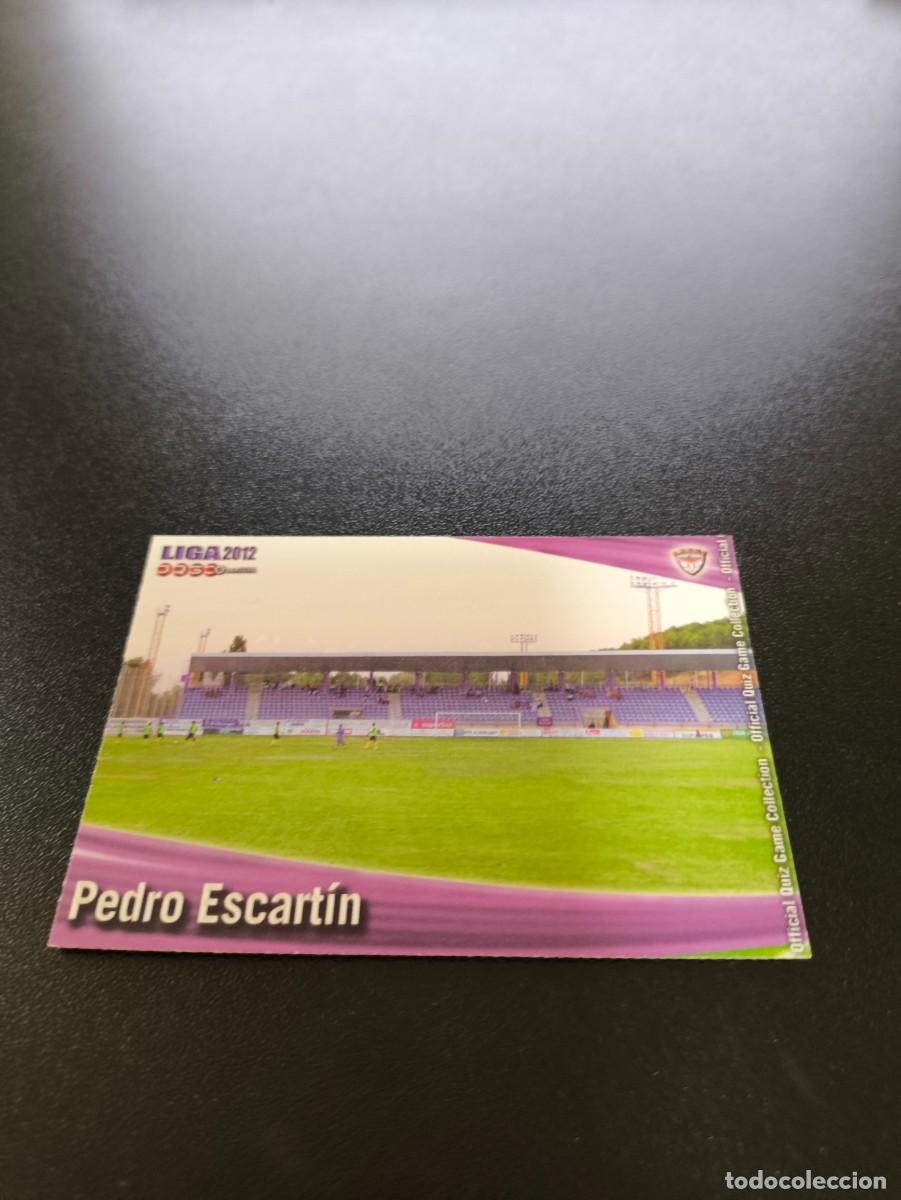 LIGA 2012
Pedro Escartín
Official Quiz Game Collection - Official Quiz Game Collection - Official
todocoleccion